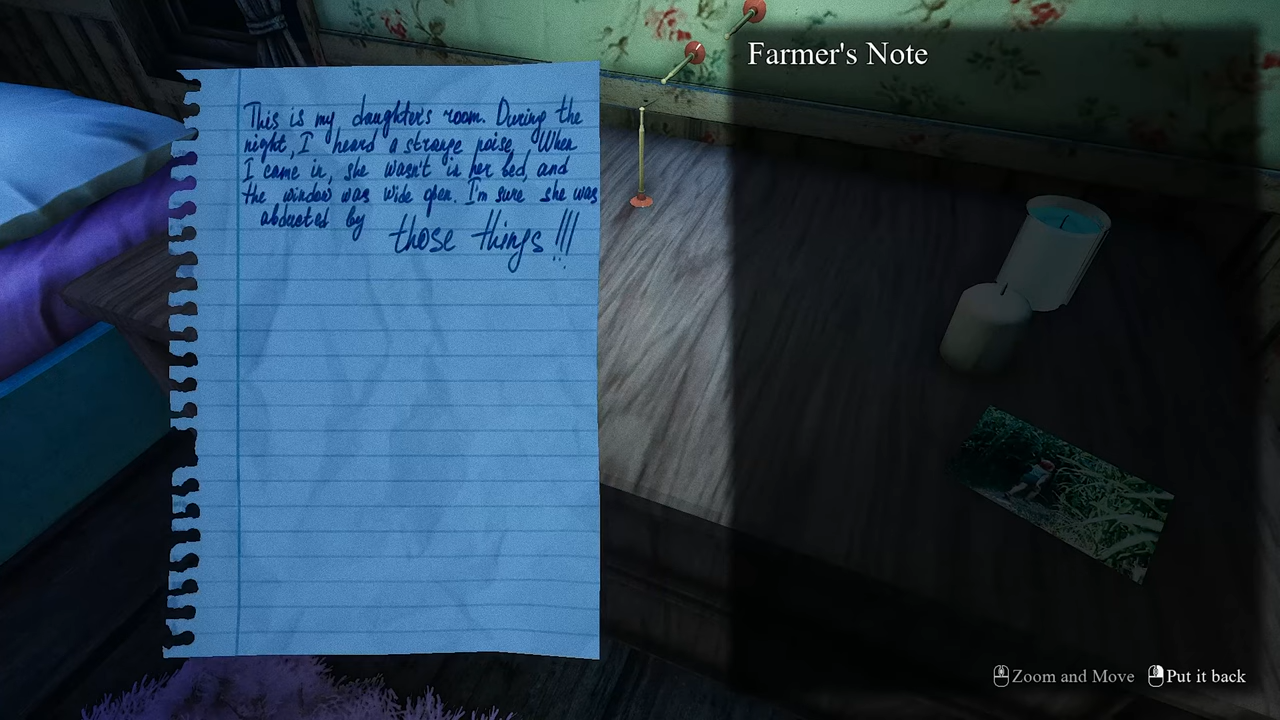 Farmer's Note
This is my daughter's room. During the
night, I heard a strange noise. When
I came in, she wasn't in her bed, and
the window was wide open. I'm sure she was
abducted by those things!!!
Zoom and Move
Put it back